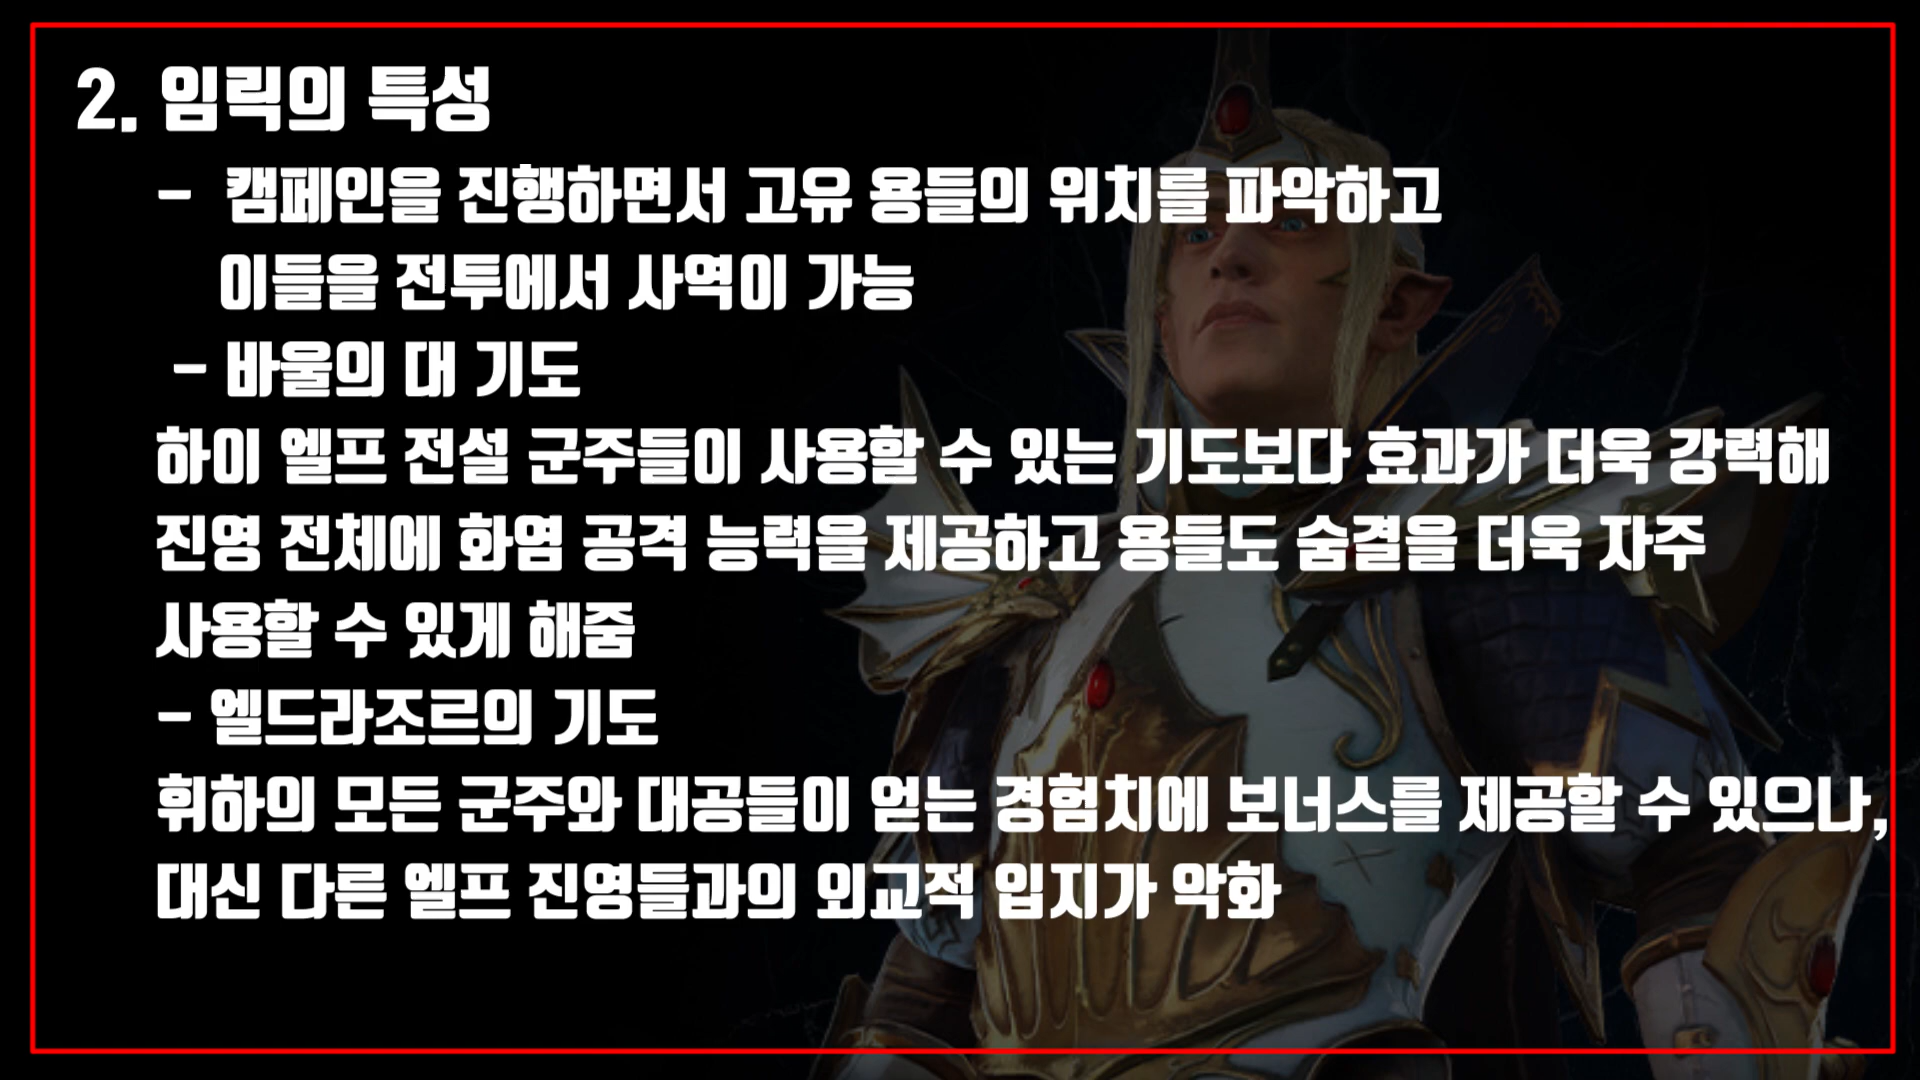 2. 임릭의 특성
- 캠페인을 진행하면서 고유 용들의 위치를 파악하고
이들을 전투에서 사역이 가능
- 바울의 대 기도
하이 엘프 전설 군주들이 사용할 수 있는 기도보다 효과가 더욱 강력해
진영 전체에 화염 공격 능력을 제공하고 용들도 숨결을 더욱 자주
사용할 수 있게 해줌
- 엘드라조르의 기도
휘하의 모든 군주와 대공들이 얻는 경험치에 보너스를 제공할 수 있으나,
대신 다른 엘프 진영들과의 외교적 입지가 악화